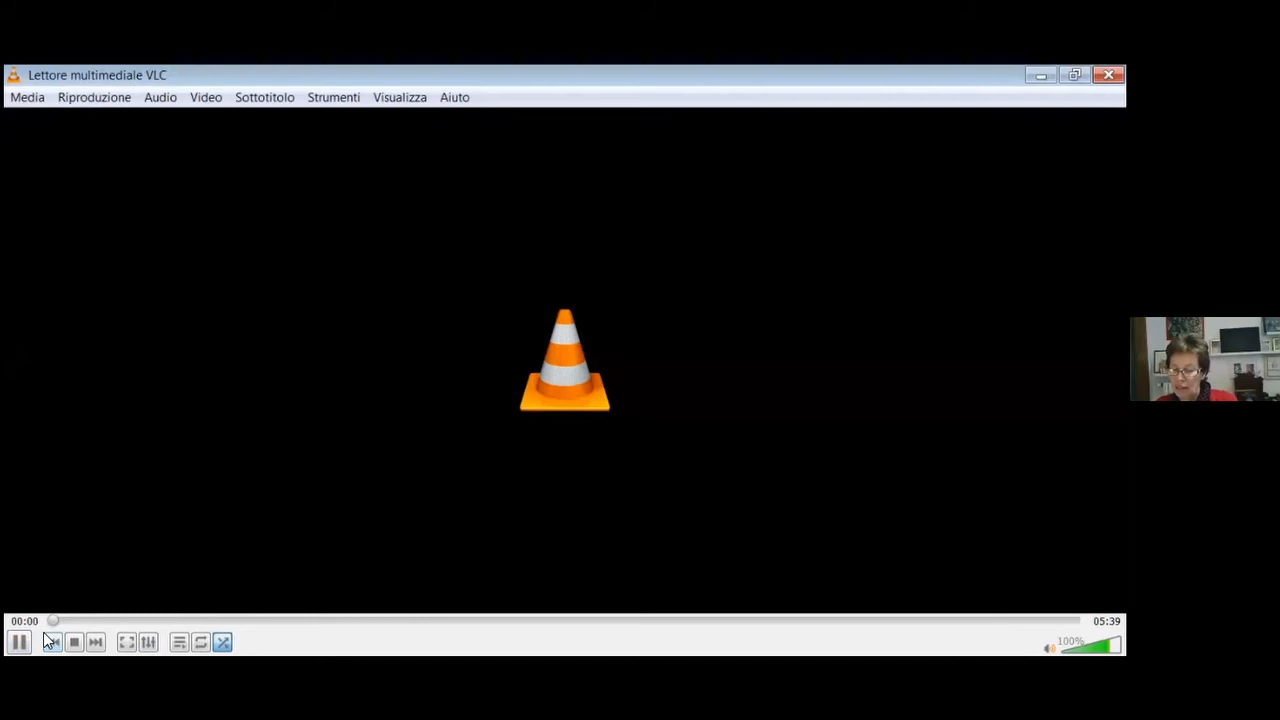 Lettore multimediale VLC
Media Riproduzione Audio Video Sottotitolo Strumenti Visualizza Aiuto
00:00 05:39
100%